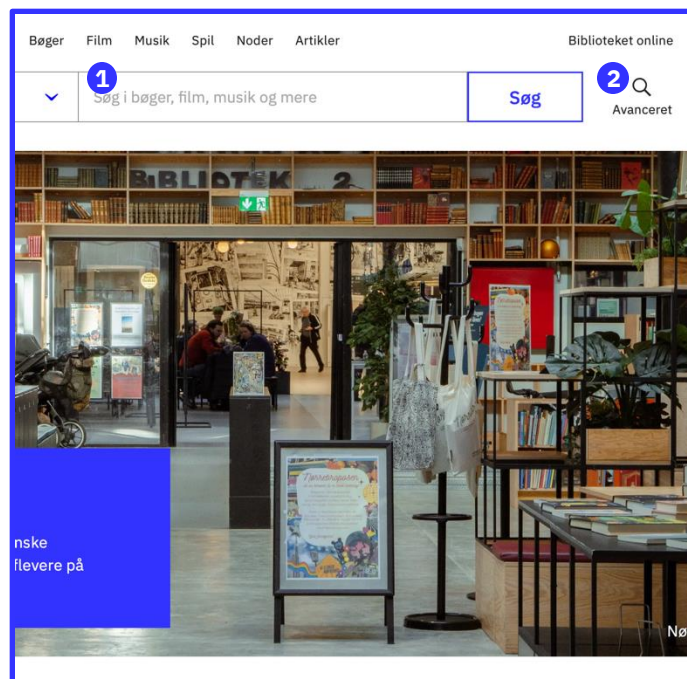 Bøger Film Musik Spil Noder Artikler Biblioteket online
1 Søg i bøger, film, musik og mere Søg 2 Avanceret
BIBLIOTEK 2
Nørrebroposen
nske
flevere på
Nø